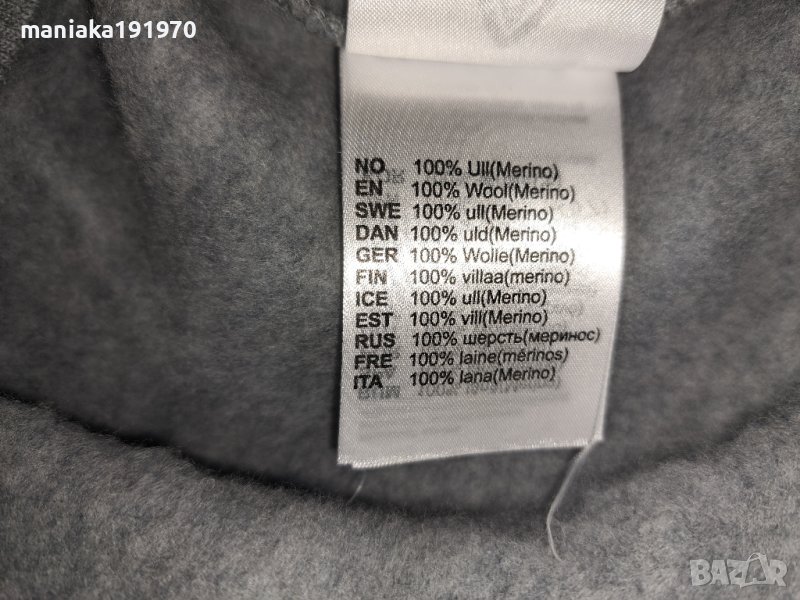 maniaka191970
NO 100% Ull(Merino)
EN 100% Wool(Merino)
SWE 100% ull(Merino)
DAN 100% uld(Merino)
GER 100% Wolle(Merino)
FIN 100% villaa(merino)
ICE 100% ull(Merino)
EST 100% vill(Merino)
RUS 100% шерсть(меринос)
FRE 100% laine(mérinos)
ITA 100% lana(Merino)
BAZAR